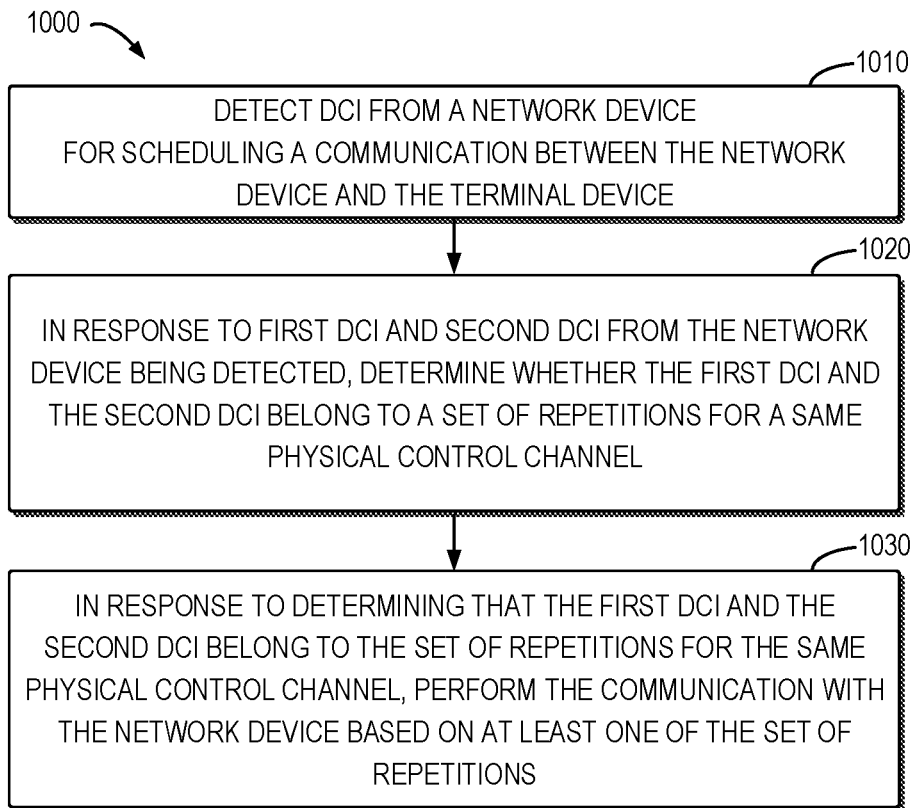 1000
1010
DETECT DCI FROM A NETWORK DEVICE
FOR SCHEDULING A COMMUNICATION BETWEEN THE NETWORK
DEVICE AND THE TERMINAL DEVICE
1020
IN RESPONSE TO FIRST DCI AND SECOND DCI FROM THE NETWORK
DEVICE BEING DETECTED, DETERMINE WHETHER THE FIRST DCI AND
THE SECOND DCI BELONG TO A SET OF REPETITIONS FOR A SAME
PHYSICAL CONTROL CHANNEL
1030
IN RESPONSE TO DETERMINING THAT THE FIRST DCI AND THE
SECOND DCI BELONG TO THE SET OF REPETITIONS FOR THE SAME
PHYSICAL CONTROL CHANNEL, PERFORM THE COMMUNICATION WITH
THE NETWORK DEVICE BASED ON AT LEAST ONE OF THE SET OF
REPETITIONS